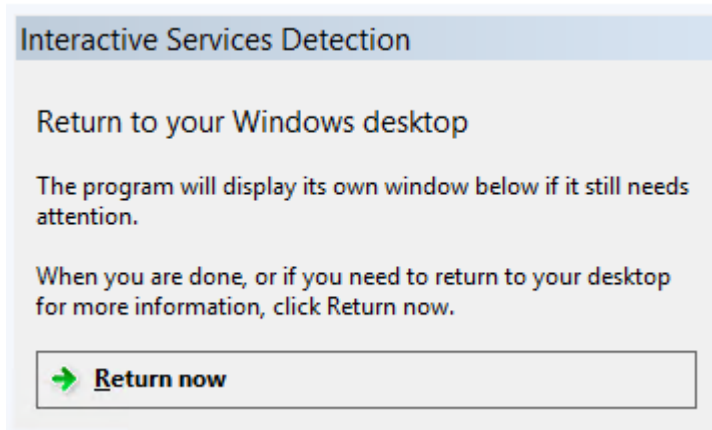 Interactive Services Detection
Return to your Windows desktop
The program will display its own window below if it still needs
attention.
When you are done, or if you need to return to your desktop
for more information, click Return now.
Return now